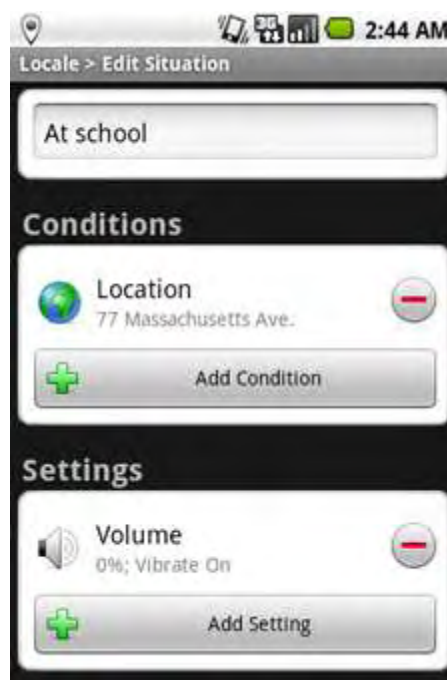 3G 2:44 AM
Locale > Edit Situation
At school
Conditions
Location
77 Massachusetts Ave.
Add Condition
Settings
Volume
0%; Vibrate On
Add Setting